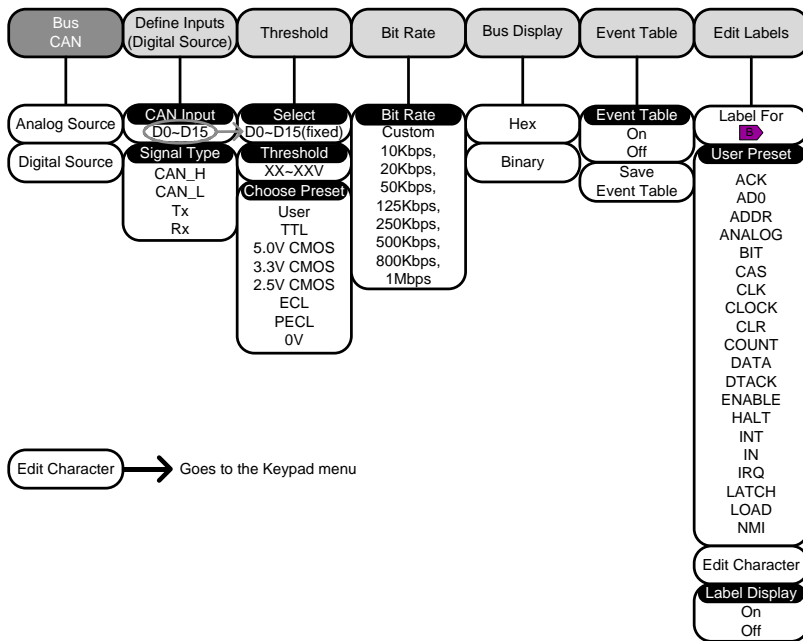 Bus
CAN
Define Inputs
(Digital Source)
Threshold
Bit Rate
Bus Display
Event Table
Edit Labels
Analog Source
Digital Source
CAN Input
D0~D15
Signal Type
CAN_H
CAN_L
Tx
Rx
Select
D0~D15(fixed)
Threshold
XX~XXV
Choose Preset
User
TTL
5.0V CMOS
3.3V CMOS
2.5V CMOS
ECL
PECL
0V
Bit Rate
Custom
10Kbps,
20Kbps,
50Kbps,
125Kbps,
250Kbps,
500Kbps,
800Kbps,
1Mbps
Hex
Binary
Event Table
On
Off
Save
Event Table
Label For
B
User Preset
ACK
AD0
ADDR
ANALOG
BIT
CAS
CLK
CLOCK
CLR
COUNT
DATA
DTACK
ENABLE
HALT
INT
IN
IRQ
LATCH
LOAD
NMI
Edit Character
Label Display
On
Off
Edit Character
Goes to the Keypad menu